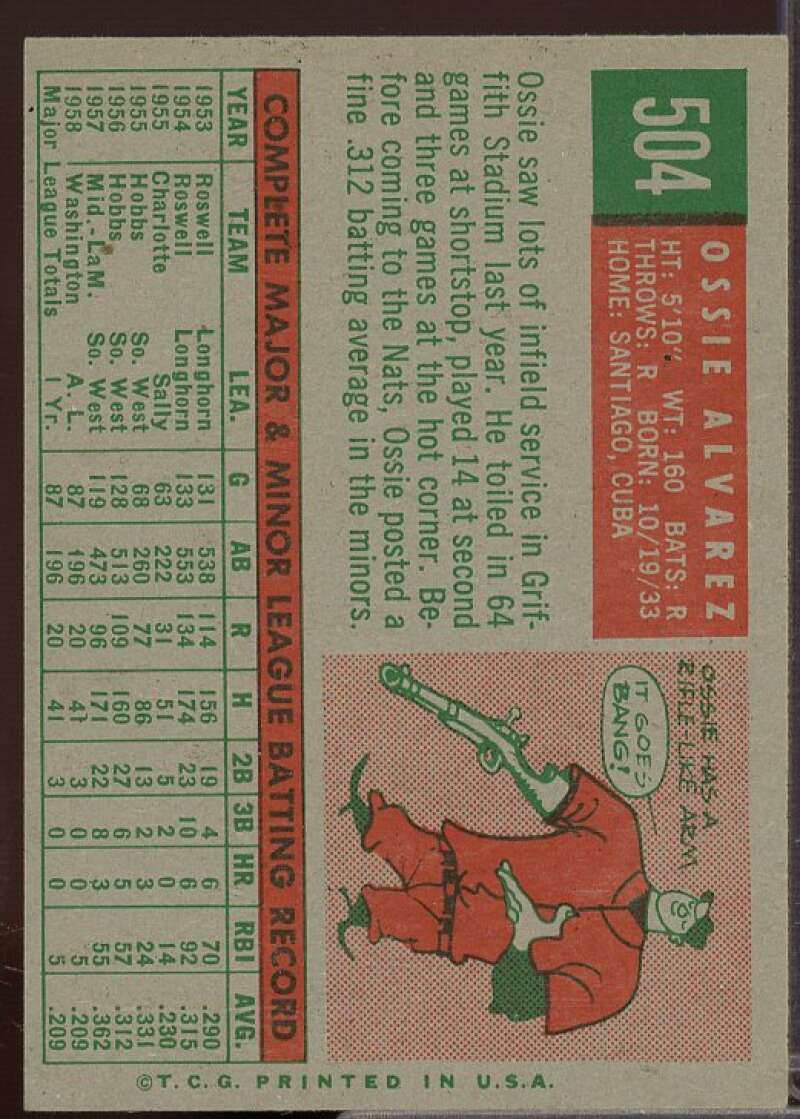 504
OSSIE ALVAREZ
HT: 5'10". WT: 160 BATS: R
THROWS: R BORN: 10/19/33
HOME: SANTIAGO, CUBA
Ossie saw lots of infield service in Grif-
fith Stadium last year. He toiled in 64
games at shortstop, played 14 at second
and three games at the hot corner. Be-
fore coming to the Nats, Ossie posted a
fine .312 batting average in the minors.
OSSIE HAS A
RIFLE-LIKE ARM
IT GOES
BANG!
COMPLETE MAJOR & MINOR LEAGUE BATTING RECORD
YEAR TEAM LEA. G AB R H 2B 3B HR RBI AVG.
1953 Roswell Longhorn 131 538 114 156 19 4 6 70 .290
1954 Roswell Longhorn 133 553 134 174 23 10 6 92 .315
1955 Charlotte Sally 63 222 31 51 5 2 0 14 .230
1955 Hobbs So. West 68 260 77 86 13 2 3 24 .331
1956 Hobbs So. West 128 513 109 160 27 6 5 57 .312
1957 Mid.-LaM. So. West 119 473 96 171 22 8 3 55 .362
1958 Washington A. L. 87 196 20 41 3 0 0 5 .209
Major League Totals 1 Yr. 87 196 20 41 3 0 0 5 .209
©T.C.G. PRINTED IN U.S.A.